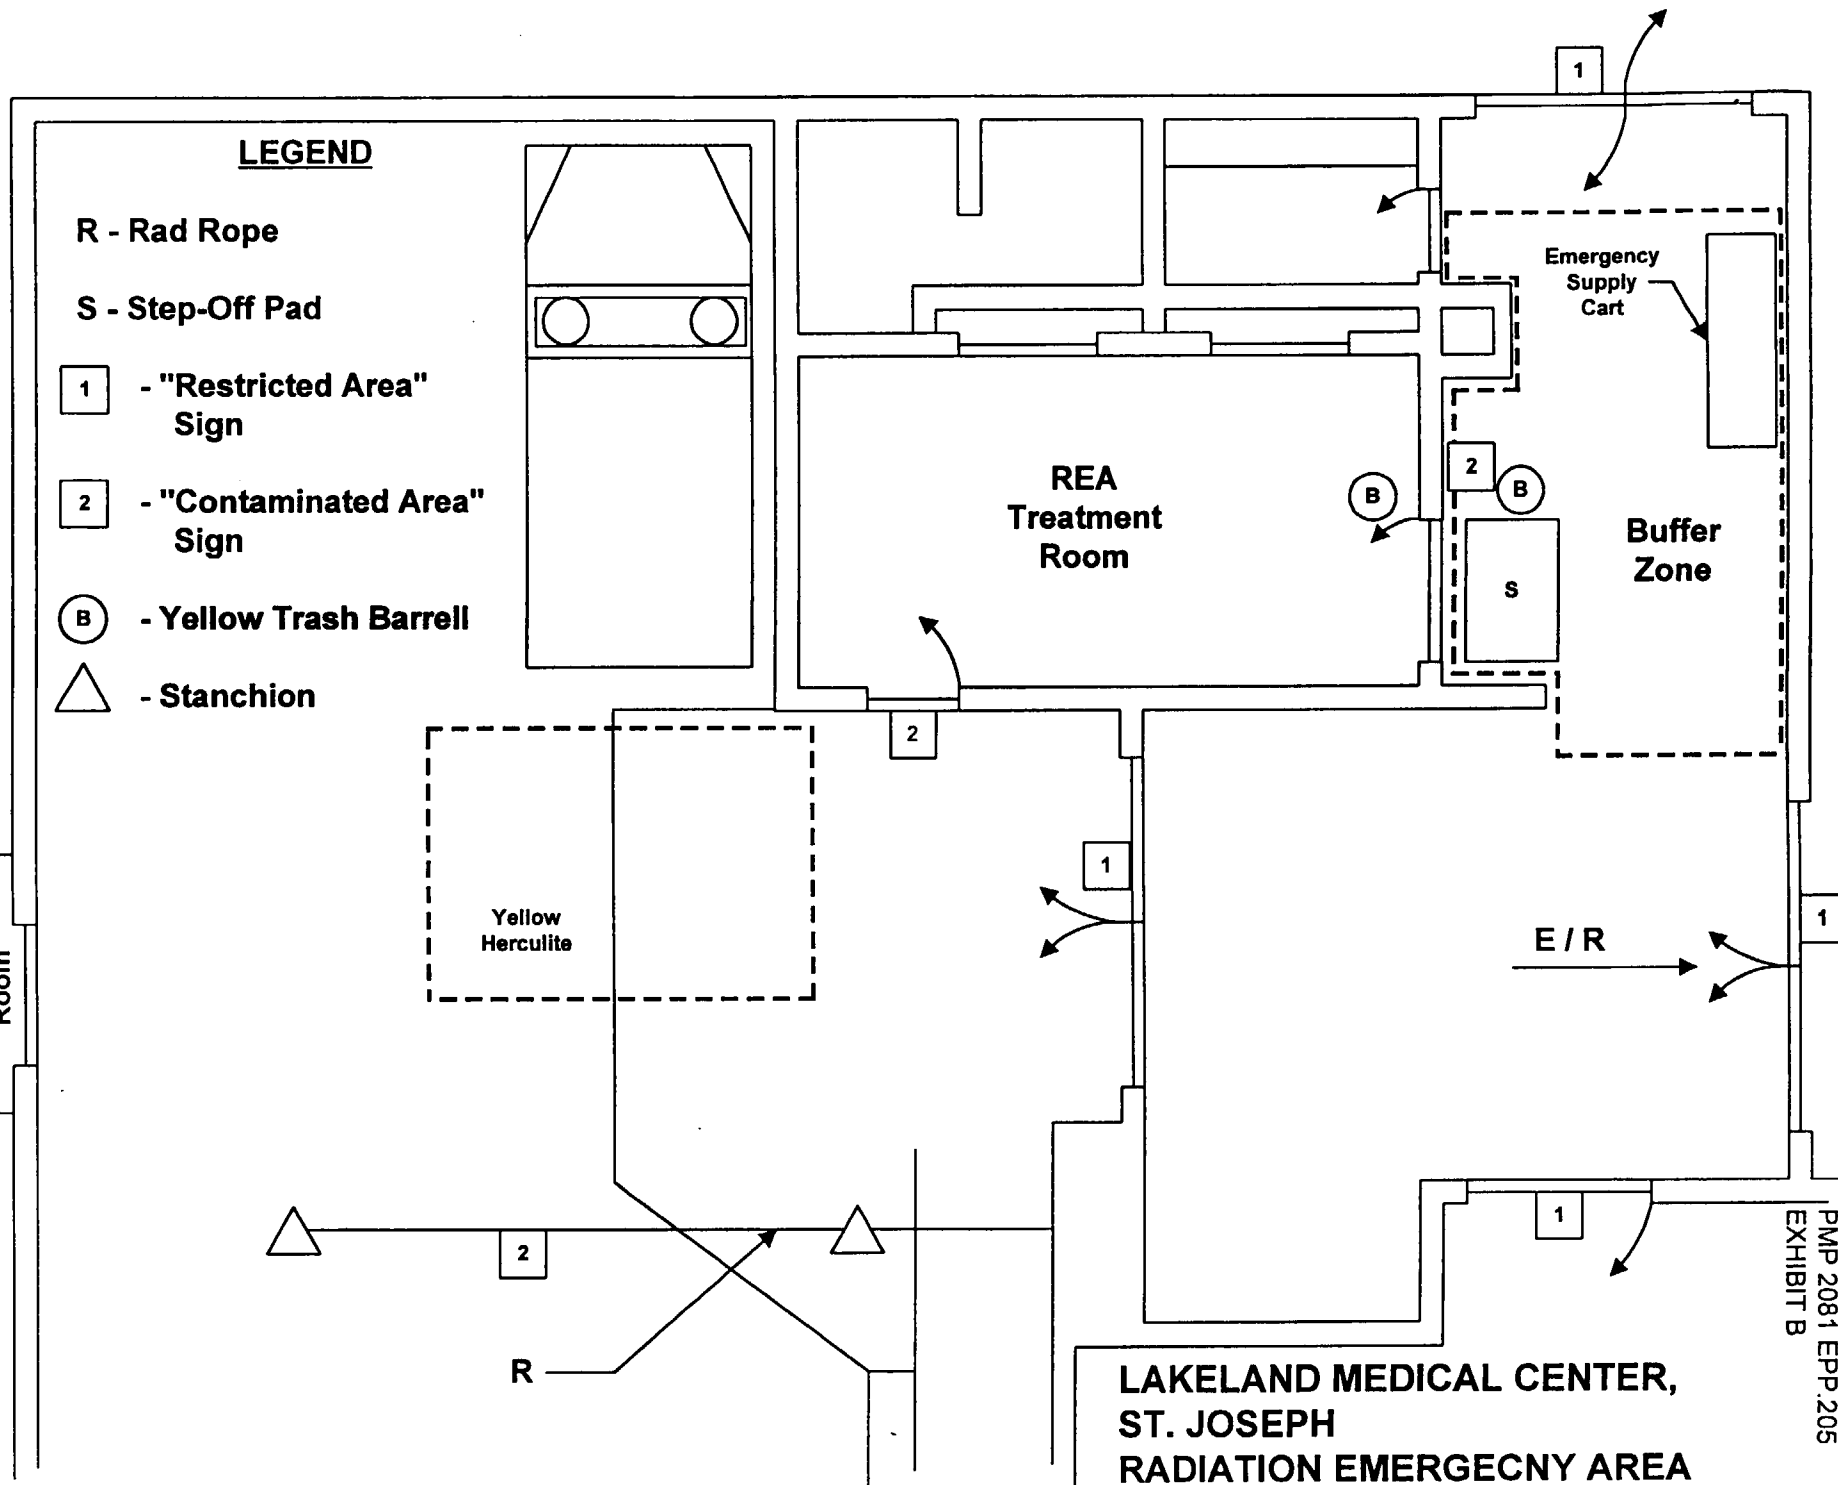 1
LEGEND
R - Rad Rope
S - Step-Off Pad
1 - "Restricted Area"
Sign
2 - "Contaminated Area"
Sign
B - Yellow Trash Barrell
- Stanchion
Emergency
Supply
Cart
REA
Treatment
Room
B
2
B
Buffer
Zone
S
2
Yellow
Herculite
1
1
E / R
Room
1
2
R
PMP 2081 EPP.205
EXHIBIT B
LAKELAND MEDICAL CENTER,
ST. JOSEPH
RADIATION EMERGECNY AREA